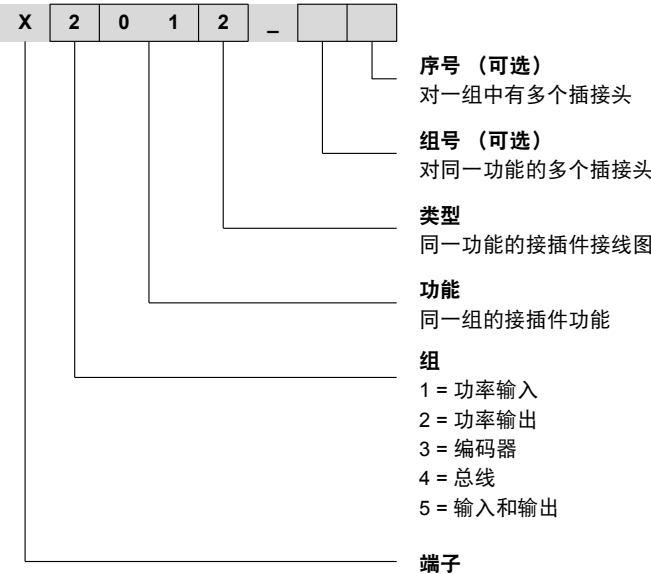 X 2 0 1 2 _
序号 （可选）
对一组中有多个插接头
组号 （可选）
对同一功能的多个插接头
类型
同一功能的接插件接线图
功能
同一组的接插件功能
组
1 = 功率输入
2 = 功率输出
3 = 编码器
4 = 总线
5 = 输入和输出
端子